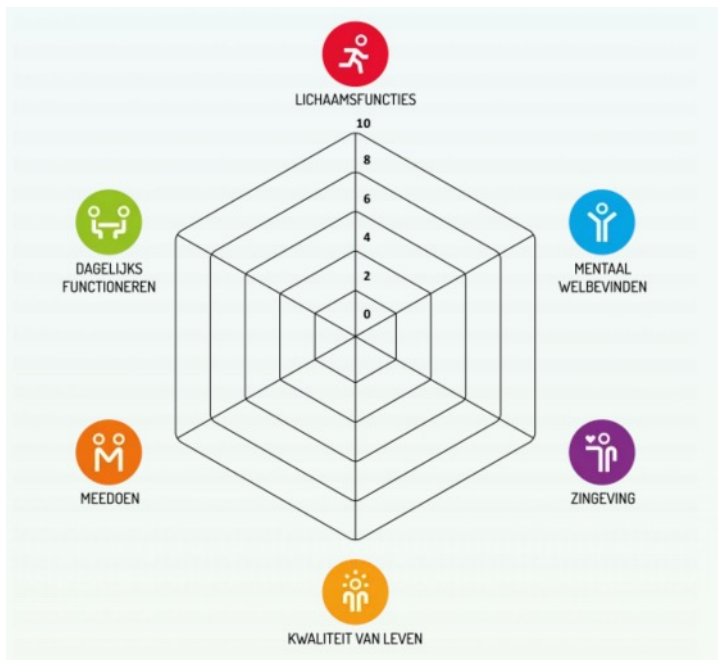 LICHAAMSFUNCTIES
10
8
6
4
2
0
DAGELIJKS
FUNCTIONEREN
MENTAAL
WELBEVINDEN
MEEDOEN
ZINGEVING
KWALITEIT VAN LEVEN